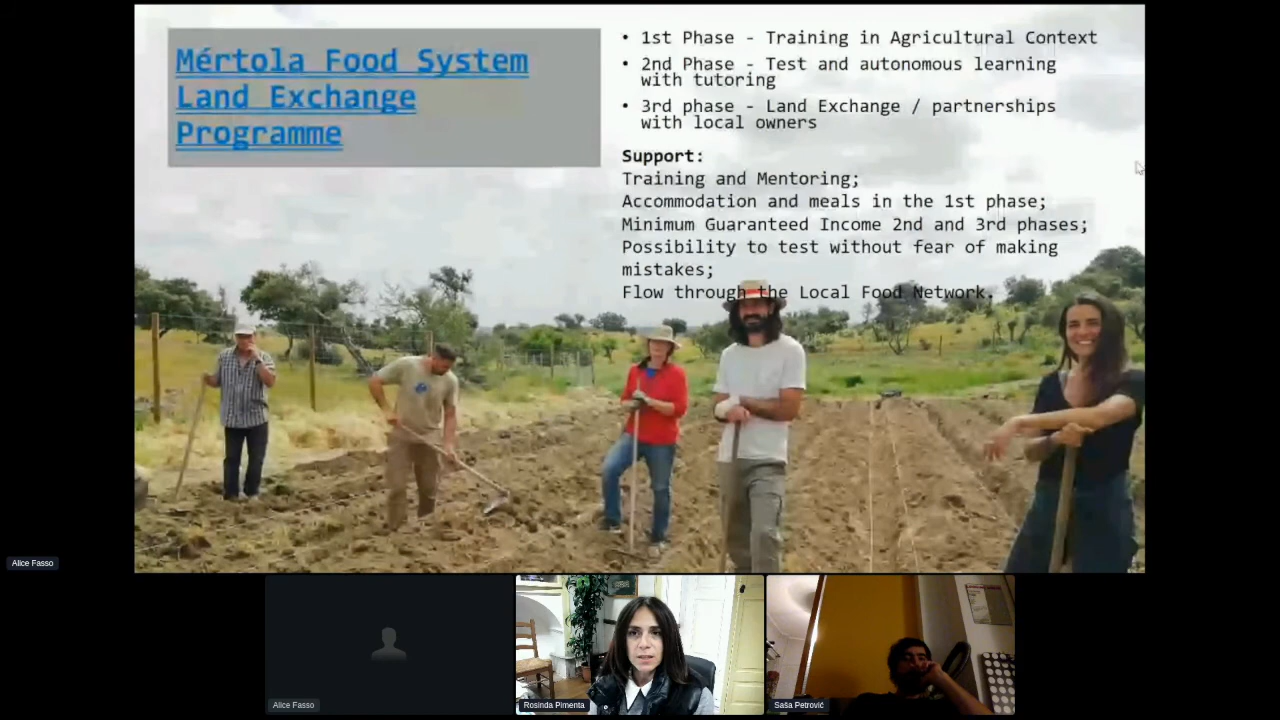 Mértola Food System
Land Exchange
Programme
• 1st Phase - Training in Agricultural Context
• 2nd Phase - Test and autonomous learning
with tutoring
• 3rd phase - Land Exchange / partnerships
with local owners
Support:
Training and Mentoring;
Accommodation and meals in the 1st phase;
Minimum Guaranteed Income 2nd and 3rd phases;
Possibility to test without fear of making
mistakes;
Flow through the Local Food Network.
Alice Fasso
Alice Fasso
Rosinda Pimenta
Saša Petrović